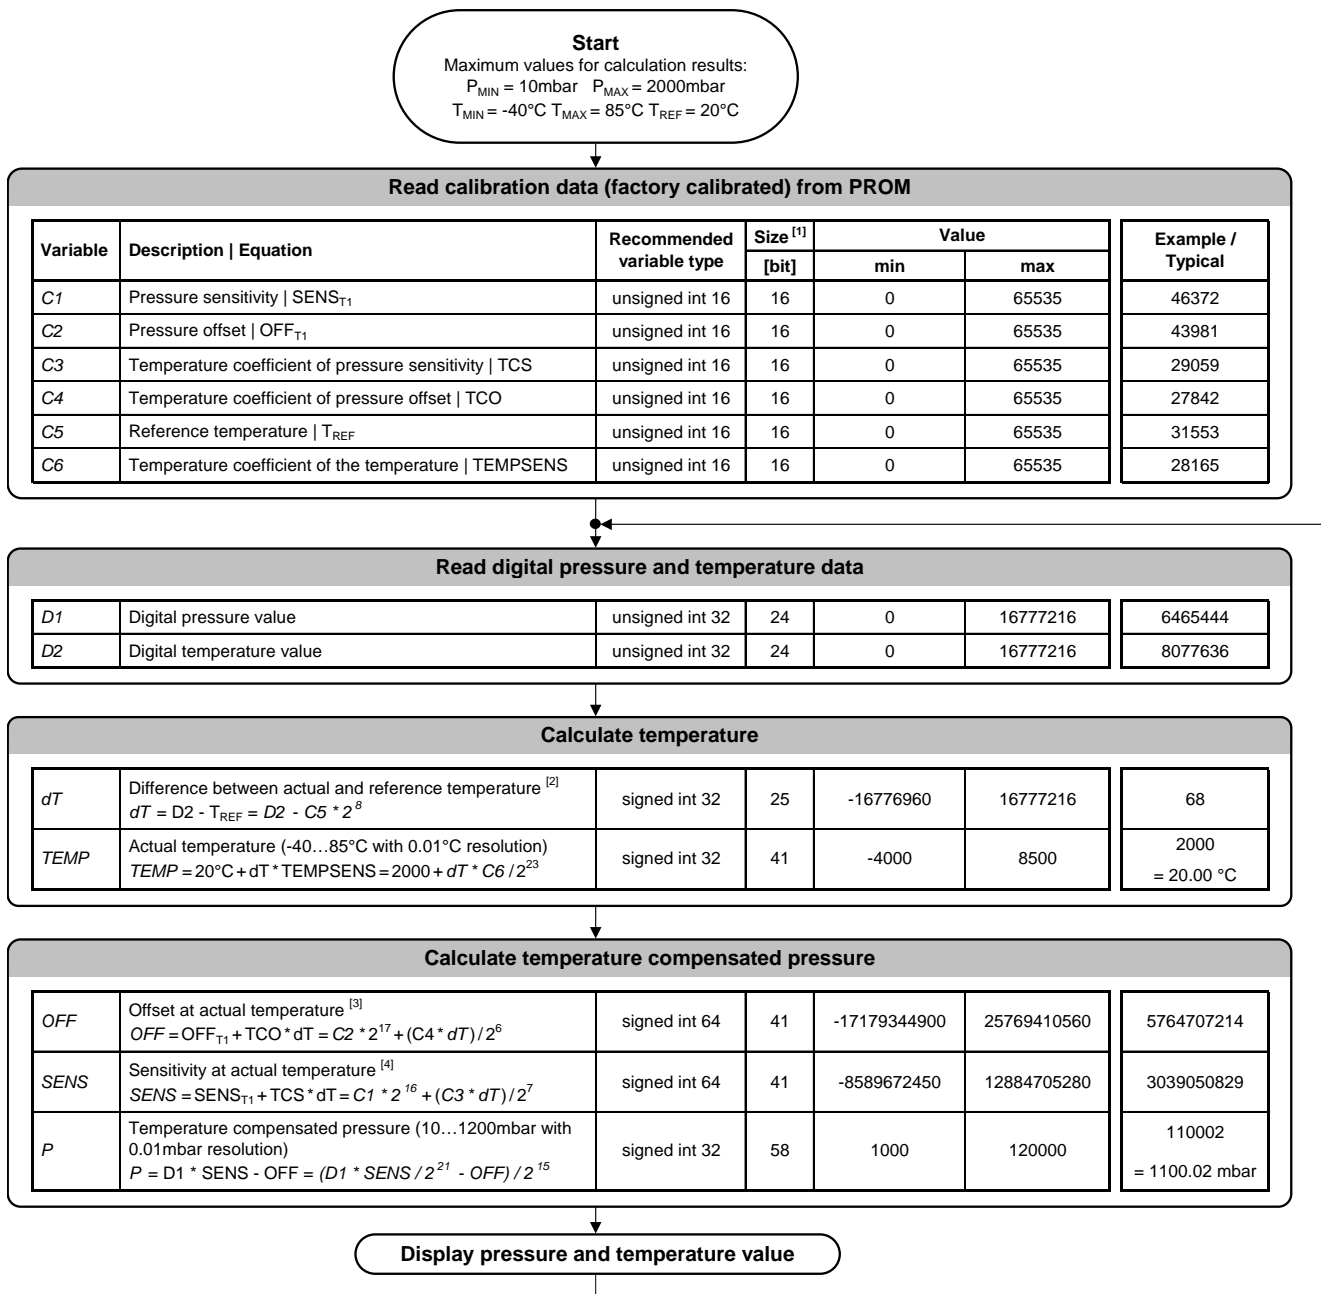 Start
Maximum values for calculation results:
P_MIN = 10mbar P_MAX = 2000mbar
T_MIN = -40°C T_MAX = 85°C T_REF = 20°C
Read calibration data (factory calibrated) from PROM
Variable | Description | Equation | Recommended variable type | Size [1] [bit] | Value min | max | Example / Typical
C1 | Pressure sensitivity | SENS_T1 | unsigned int 16 | 16 | 0 | 65535 | 46372
C2 | Pressure offset | OFF_T1 | unsigned int 16 | 16 | 0 | 65535 | 43981
C3 | Temperature coefficient of pressure sensitivity | TCS | unsigned int 16 | 16 | 0 | 65535 | 29059
C4 | Temperature coefficient of pressure offset | TCO | unsigned int 16 | 16 | 0 | 65535 | 27842
C5 | Reference temperature | T_REF | unsigned int 16 | 16 | 0 | 65535 | 31553
C6 | Temperature coefficient of the temperature | TEMPSENS | unsigned int 16 | 16 | 0 | 65535 | 28165
Read digital pressure and temperature data
D1 | Digital pressure value | unsigned int 32 | 24 | 0 | 16777216 | 6465444
D2 | Digital temperature value | unsigned int 32 | 24 | 0 | 16777216 | 8077636
Calculate temperature
dT | Difference between actual and reference temperature [2]
dT = D2 - T_REF = D2 - C5 * 2^8 | signed int 32 | 25 | -16776960 | 16777216 | 68
TEMP | Actual temperature (-40…85°C with 0.01°C resolution)
TEMP = 20°C + dT * TEMPSENS = 2000 + dT * C6 / 2^23 | signed int 32 | 41 | -4000 | 8500 | 2000
= 20.00 °C
Calculate temperature compensated pressure
OFF | Offset at actual temperature [3]
OFF = OFF_T1 + TCO * dT = C2 * 2^17 + (C4 * dT) / 2^6 | signed int 64 | 41 | -17179344900 | 25769410560 | 5764707214
SENS | Sensitivity at actual temperature [4]
SENS = SENS_T1 + TCS * dT = C1 * 2^16 + (C3 * dT) / 2^7 | signed int 64 | 41 | -8589672450 | 12884705280 | 3039050829
P | Temperature compensated pressure (10…1200mbar with
0.01mbar resolution)
P = D1 * SENS - OFF = (D1 * SENS / 2^21 - OFF) / 2^15 | signed int 32 | 58 | 1000 | 120000 | 110002
= 1100.02 mbar
Display pressure and temperature value